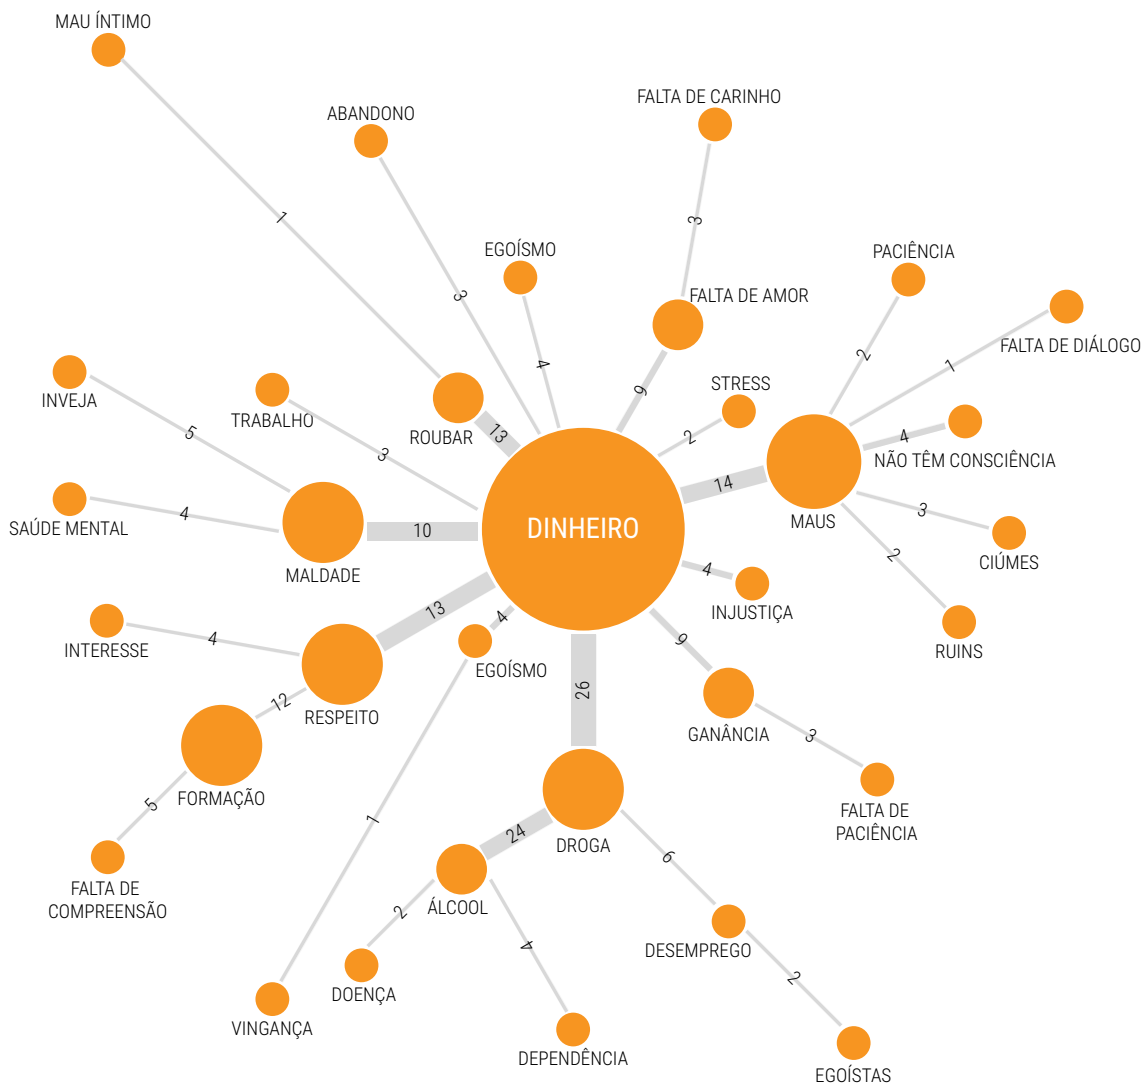 MAU ÍNTIMO
FALTA DE CARINHO
ABANDONO
1
3
EGOÍSMO
PACIÊNCIA
3
FALTA DE AMOR
FALTA DE DIÁLOGO
4
2
1
9
STRESS
INVEJA
TRABALHO
ROUBAR
13
2
5
3
4
NÃO TÊM CONSCIÊNCIA
14
MAUS
SAÚDE MENTAL
4
10
DINHEIRO
3
CIÚMES
MALDADE
4
INJUSTIÇA
2
RUINS
INTERESSE
4
13
4
EGOÍSMO
9
RESPEITO
12
26
GANÂNCIA
3
FORMAÇÃO
5
FALTA DE
PACIÊNCIA
1
24
DROGA
6
FALTA DE
COMPREENSÃO
ÁLCOOL
2
4
DESEMPREGO
2
DOENÇA
VINGANÇA
DEPENDÊNCIA
EGOÍSTAS